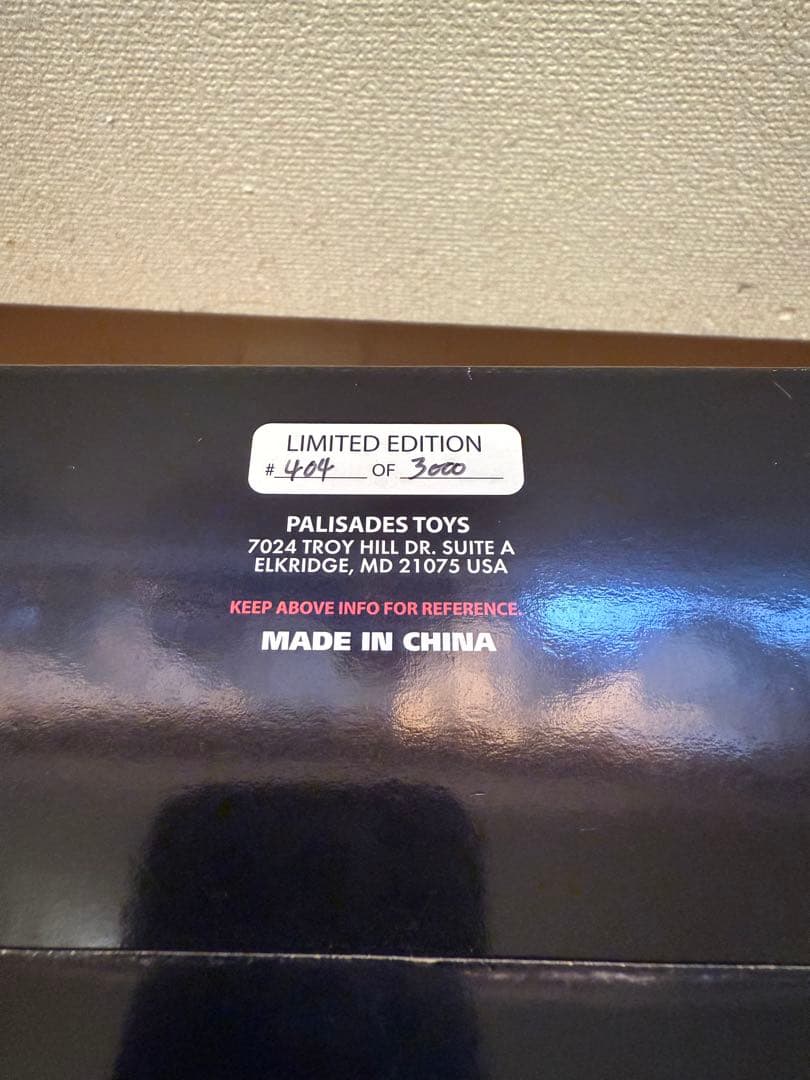 LIMITED EDITION
# 404 OF 3000
PALISADES TOYS
7024 TROY HILL DR. SUITE A
ELKRIDGE, MD 21075 USA
KEEP ABOVE INFO FOR REFERENCE.
MADE IN CHINA